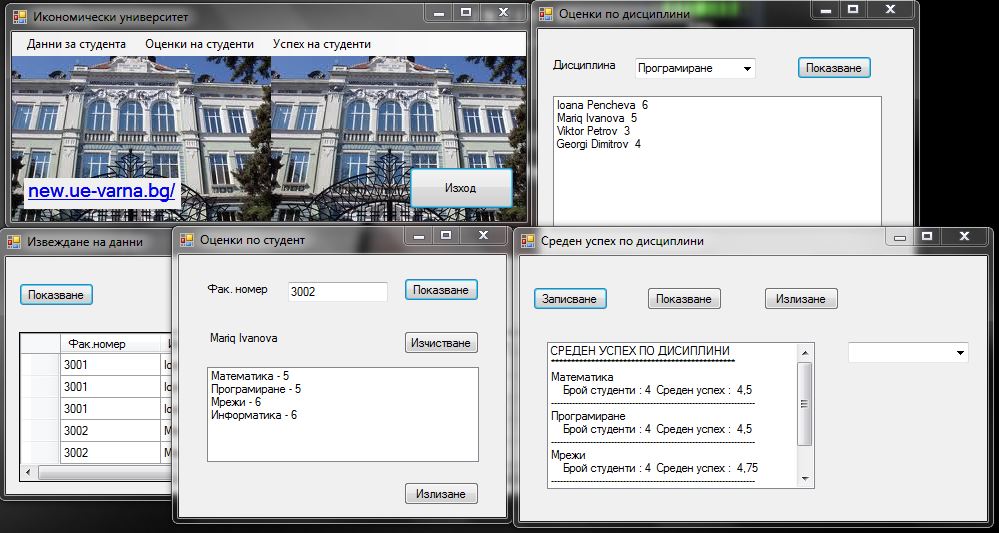 Икономически университет
Данни за студента Оценки на студенти Успех на студенти
new.ue-varna.bg/
Изход
Оценки по дисциплини
Дисциплина Програмиране Показване
Ioana Pencheva 6
Mariq Ivanova 5
Viktor Petrov 3
Georgi Dimitrov 4
Извеждане на данни
Показване
Фак.номер
3001
3001
3001
3002
3002
Оценки по студент
Фак. номер 3002 Показване
Mariq Ivanova Изчистване
Математика - 5
Програмиране - 5
Мрежи - 6
Информатика - 6
Излизане
Среден успех по дисциплини
Записване Показване Излизане
СРЕДЕН УСПЕХ ПО ДИСИПЛИНИ
**********************************************
Математика
Брой студенти : 4 Среден успех : 4,5
---------------------------------------------------
Програмиране
Брой студенти : 4 Среден успех : 4,5
---------------------------------------------------
Мрежи
Брой студенти : 4 Среден успех : 4,75
---------------------------------------------------